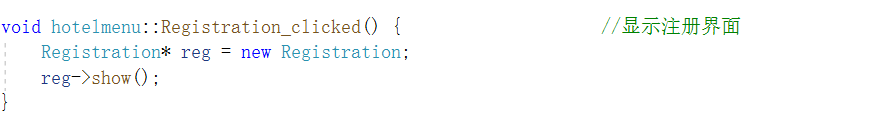 void hotelmenu::Registration_clicked() {                    //显示注册界面
    Registration* reg = new Registration;
    reg->show();
}